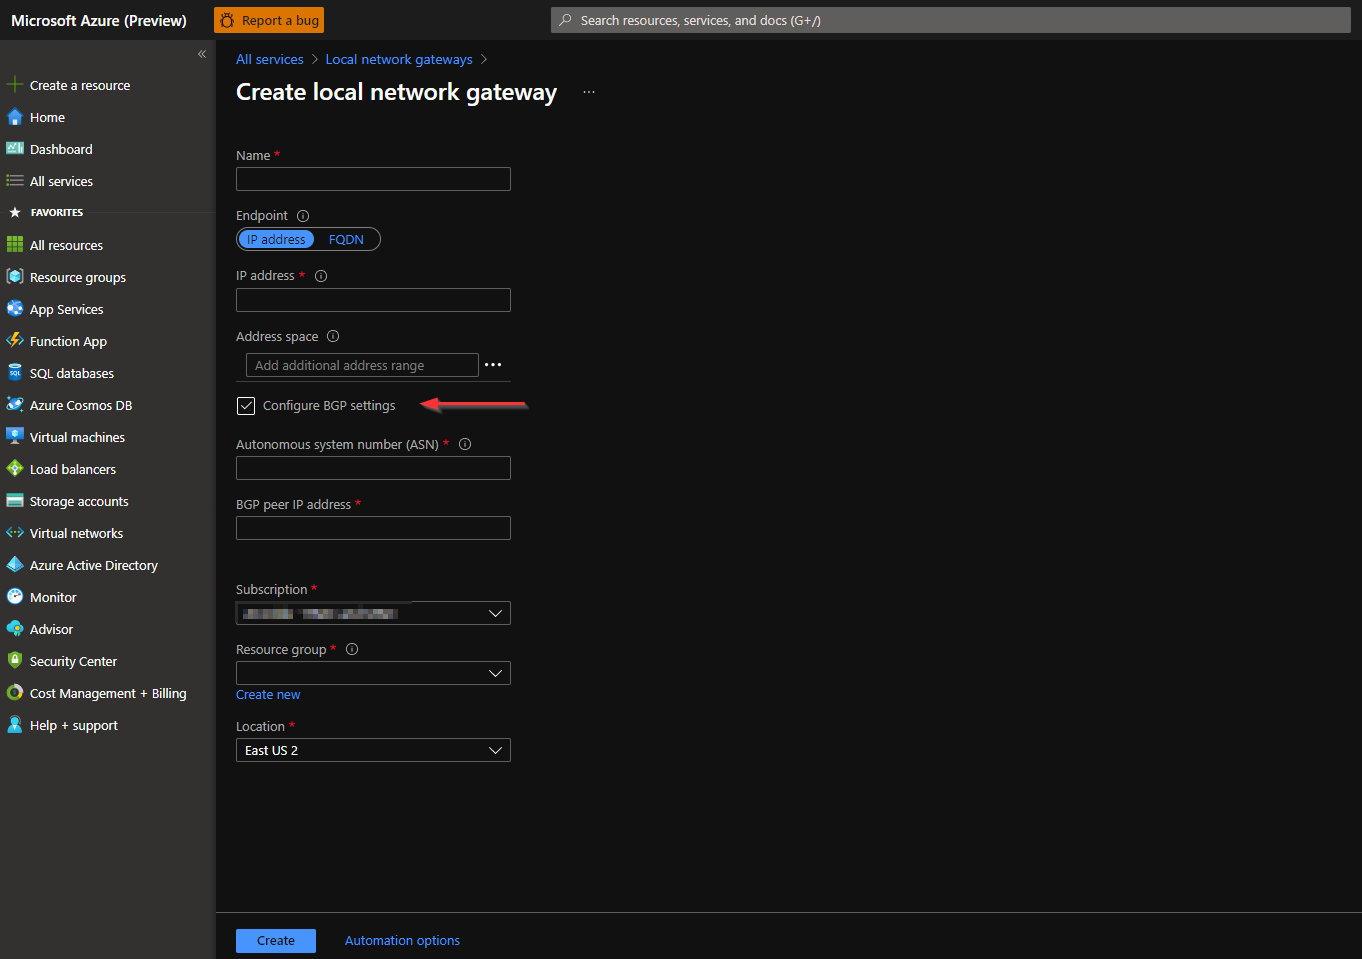 Microsoft Azure (Preview)
Report a bug
Search resources, services, and docs (G+/)
«
Create a resource
Home
Dashboard
All services
FAVORITES
All resources
Resource groups
App Services
Function App
SQL databases
Azure Cosmos DB
Virtual machines
Load balancers
Storage accounts
Virtual networks
Azure Active Directory
Monitor
Advisor
Security Center
Cost Management + Billing
Help + support
All services > Local network gateways >
Create local network gateway ...
Name *
Endpoint
IP address FQDN
IP address *
Address space
Add additional address range ...
Configure BGP settings
Autonomous system number (ASN) *
BGP peer IP address *
Subscription *
Resource group *
Create new
Location *
East US 2
Create Automation options